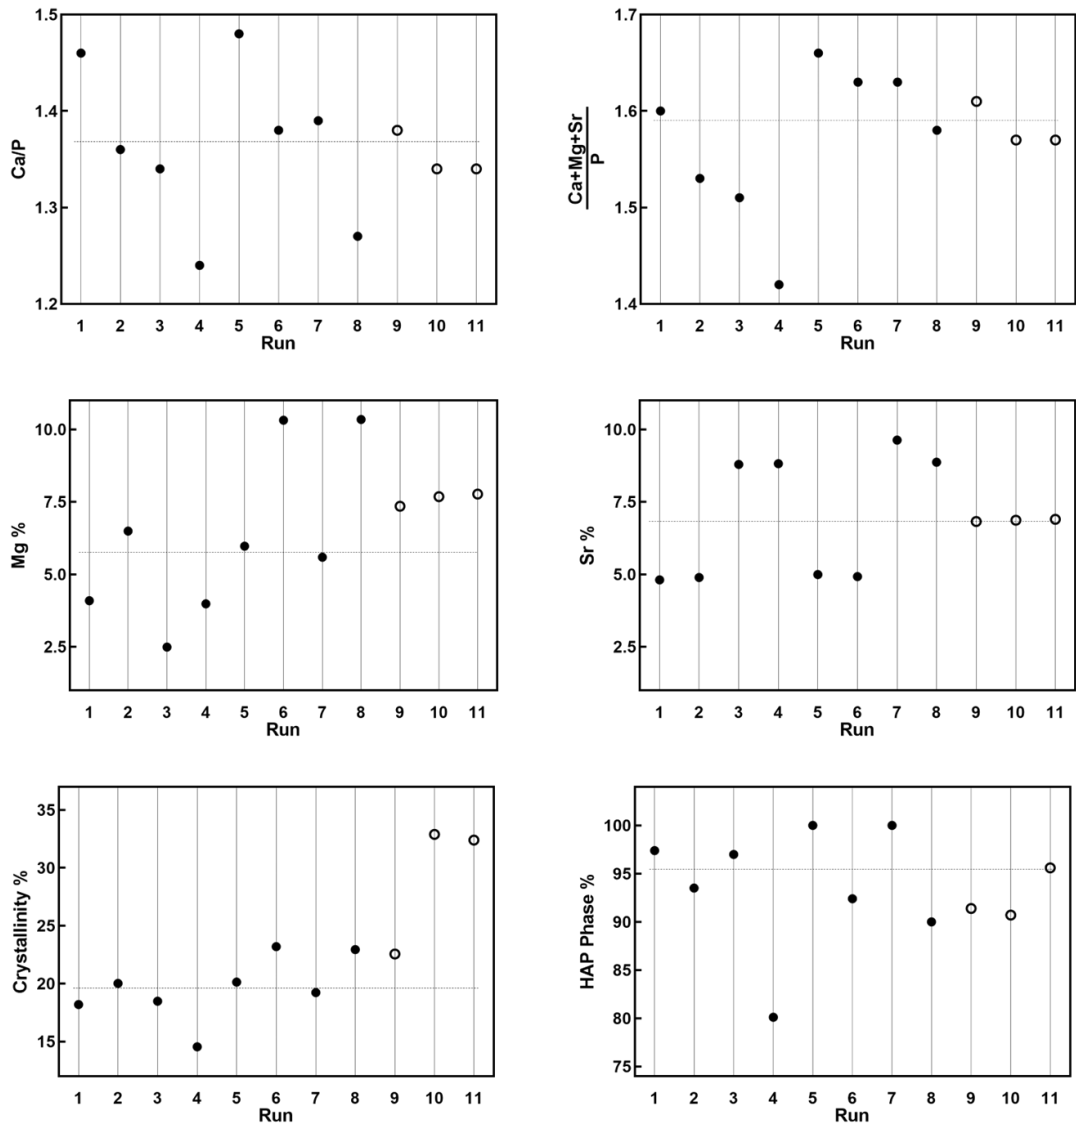 1.5
1.4
1.3
1.2
Ca/P
1 2 3 4 5 6 7 8 9 10 11
Run
1.7
1.6
1.5
1.4
Ca+Mg+Sr
P
1 2 3 4 5 6 7 8 9 10 11
Run
10.0
7.5
5.0
2.5
Mg %
1 2 3 4 5 6 7 8 9 10 11
Run
10.0
7.5
5.0
2.5
Sr %
1 2 3 4 5 6 7 8 9 10 11
Run
35
30
25
20
15
Crystallinity %
1 2 3 4 5 6 7 8 9 10 11
Run
100
95
90
85
80
75
HAP Phase %
1 2 3 4 5 6 7 8 9 10 11
Run